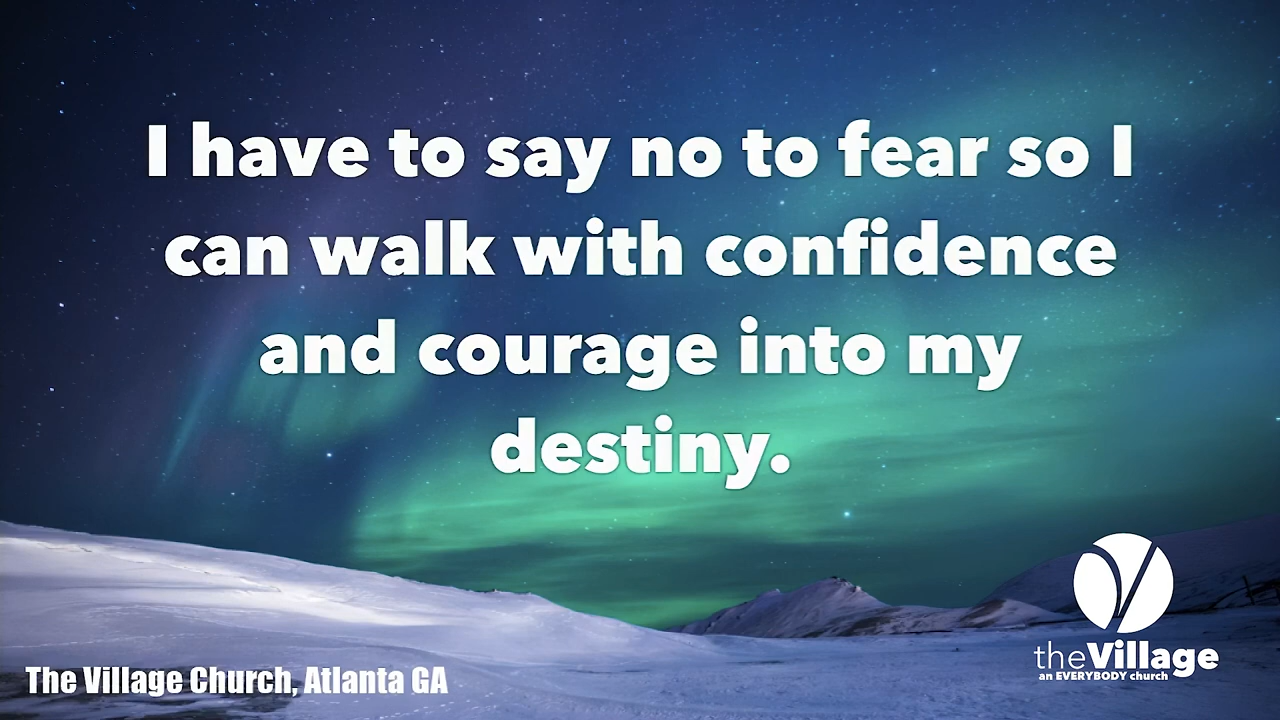 I have to say no to fear so I
can walk with confidence
and courage into my
destiny.
theVillage
an EVERYBODY church
The Village Church, Atlanta GA